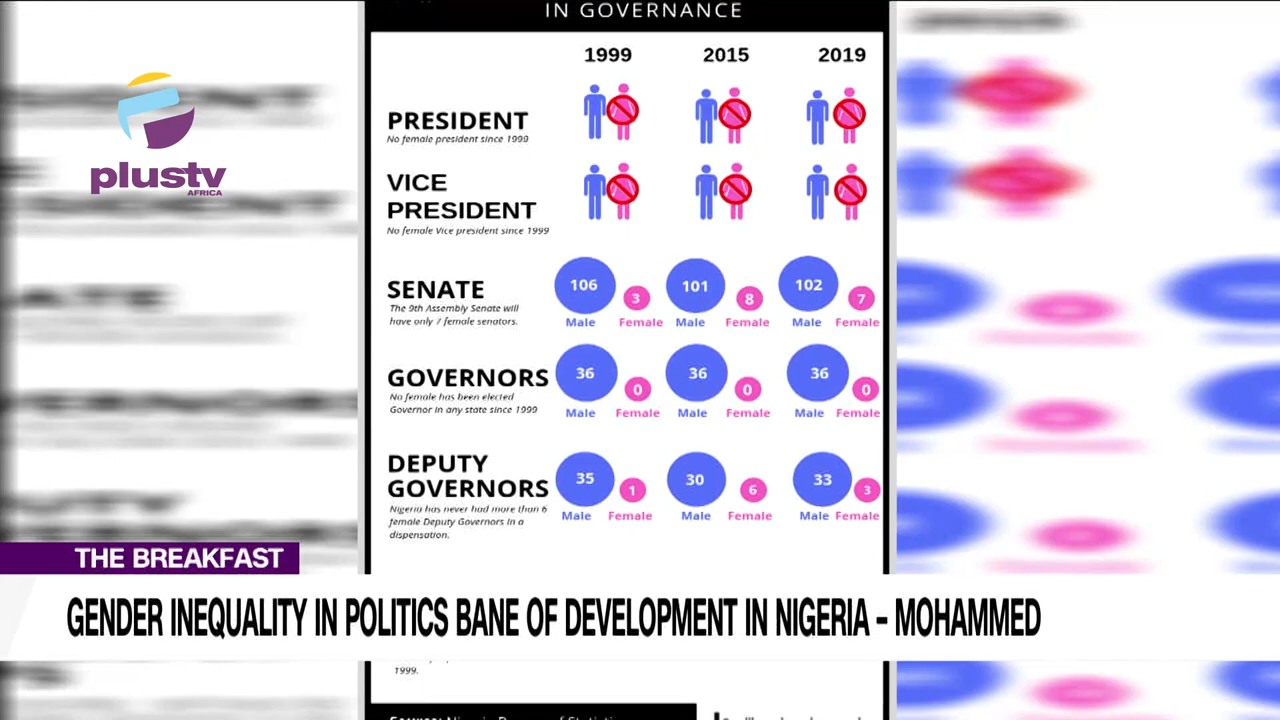 IN GOVERNANCE
1999 2015 2019
plustv
AFRICA
PRESIDENT
No female president since 1999
VICE
PRESIDENT
No female Vice president since 1999
SENATE
The 9th Assembly Senate will
have only 7 female senators.
106 3 101 8 102 7
Male Female Male Female Male Female
GOVERNORS
No female has been elected
Governor in any state since 1999
36 0 36 0 36 0
Male Female Male Female Male Female
DEPUTY
GOVERNORS
Nigeria has never had more than 6
female Deputy Governors in a
dispensation.
35 1 30 6 33 3
Male Female Male Female Male Female
THE BREAKFAST
GENDER INEQUALITY IN POLITICS BANE OF DEVELOPMENT IN NIGERIA – MOHAMMED
1999.